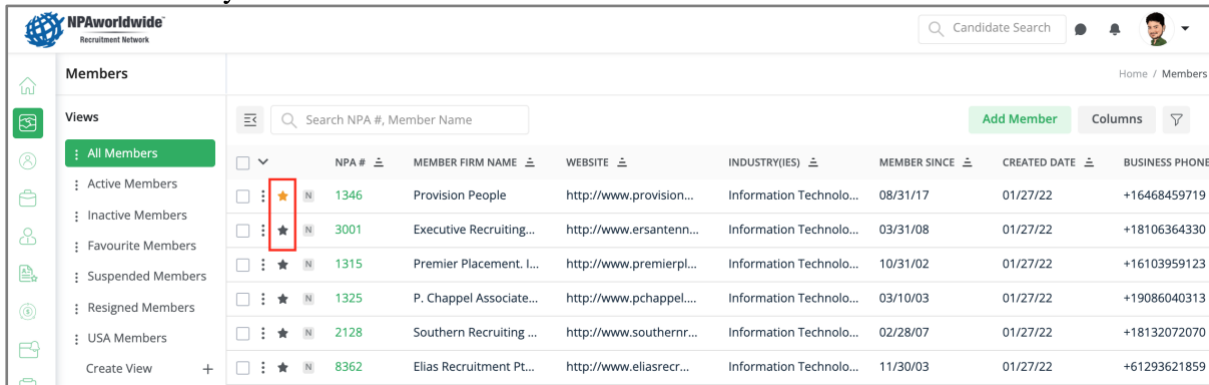 NPAworldwide
Recruitment Network
Candidate Search
Members
Home / Members
Views
Search NPA #, Member Name
Add Member
Columns
All Members
Active Members
Inactive Members
Favourite Members
Suspended Members
Resigned Members
USA Members
Create View +
NPA # MEMBER FIRM NAME WEBSITE INDUSTRY(IES) MEMBER SINCE CREATED DATE BUSINESS PHONE
N 1346 Provision People http://www.provision... Information Technolo... 08/31/17 01/27/22 +16468459719
N 3001 Executive Recruiting... http://www.ersantenn... Information Technolo... 03/31/08 01/27/22 +18106364330
N 1315 Premier Placement. I... http://www.premierpl... Information Technolo... 10/31/02 01/27/22 +16103959123
N 1325 P. Chappel Associate... http://www.pchappel.... Information Technolo... 03/10/03 01/27/22 +19086040313
N 2128 Southern Recruiting ... http://www.southernr... Information Technolo... 02/28/07 01/27/22 +18132072070
N 8362 Elias Recruitment Pt... http://www.eliasrecr... Information Technolo... 11/30/03 01/27/22 +61293621859